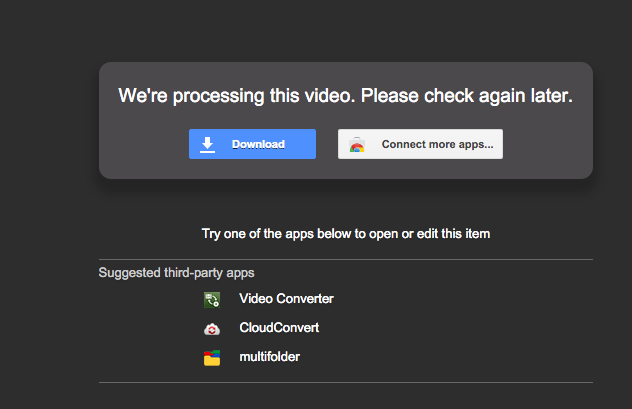 We're processing this video. Please check again later.
Download
Connect more apps...
Try one of the apps below to open or edit this item
Suggested third-party apps
Video Converter
CloudConvert
multifolder